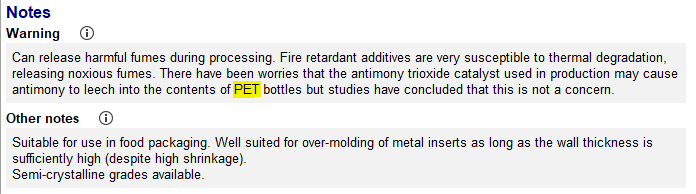 Notes
Warning
Can release harmful fumes during processing. Fire retardant additives are very susceptible to thermal degradation,
releasing noxious fumes. There have been worries that the antimony trioxide catalyst used in production may cause
antimony to leech into the contents of PET bottles but studies have concluded that this is not a concern.
Other notes
Suitable for use in food packaging. Well suited for over-molding of metal inserts as long as the wall thickness is
sufficiently high (despite high shrinkage).
Semi-crystalline grades available.